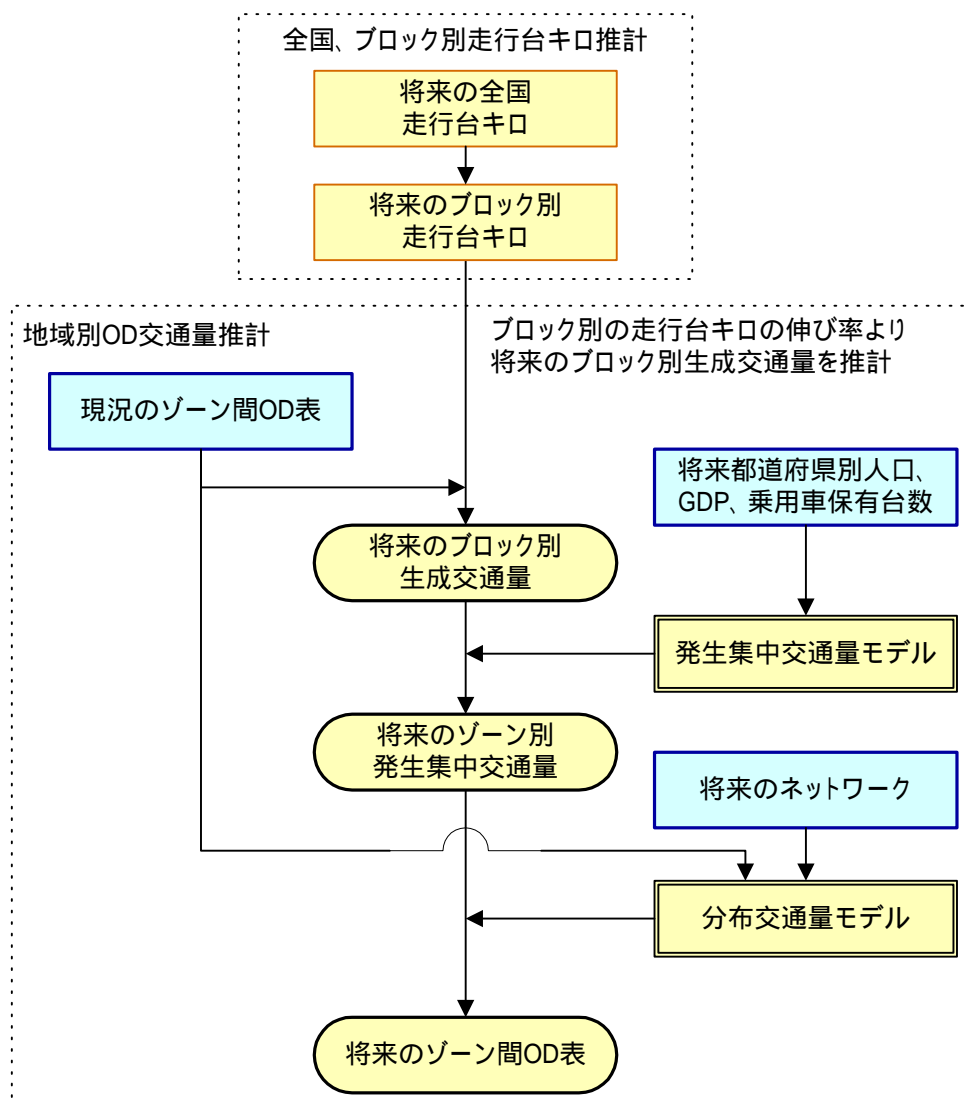 全国、ブロック別走行台キロ推計
将来の全国
走行台キロ
将来のブロック別
走行台キロ
地域別OD交通量推計
ブロック別の走行台キロの伸び率より
将来のブロック別生成交通量を推計
現況のゾーン間OD表
将来都道府県別人口、
GDP、乗用車保有台数
将来のブロック別
生成交通量
発生集中交通量モデル
将来のゾーン別
発生集中交通量
将来のネットワーク
分布交通量モデル
将来のゾーン間OD表